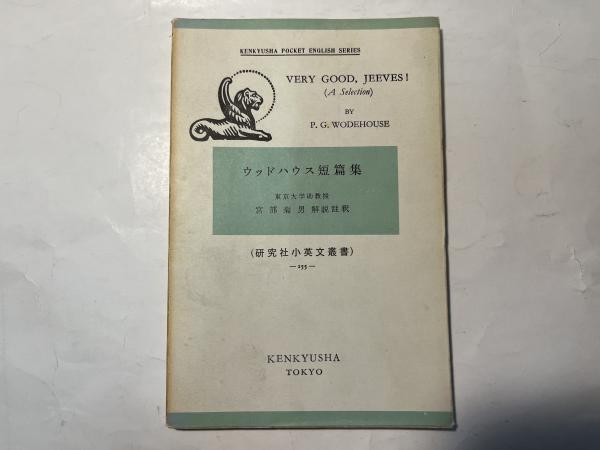 KENKYUSHA POCKET ENGLISH SERIES
VERY GOOD, JEEVES!
(A Selection)
BY
P. G. WODEHOUSE
ウッドハウス短篇集
東京大学助教授
宮部菊男 解説註釈
(研究社小英文叢書)
—255—
KENKYUSHA
TOKYO